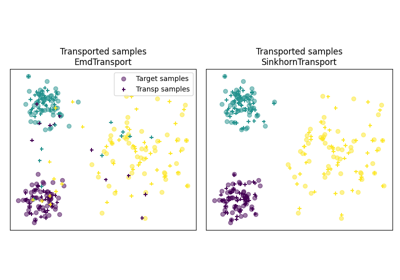 Transported samples
EmdTransport
Transported samples
SinkhornTransport
Target samples
Transp samples